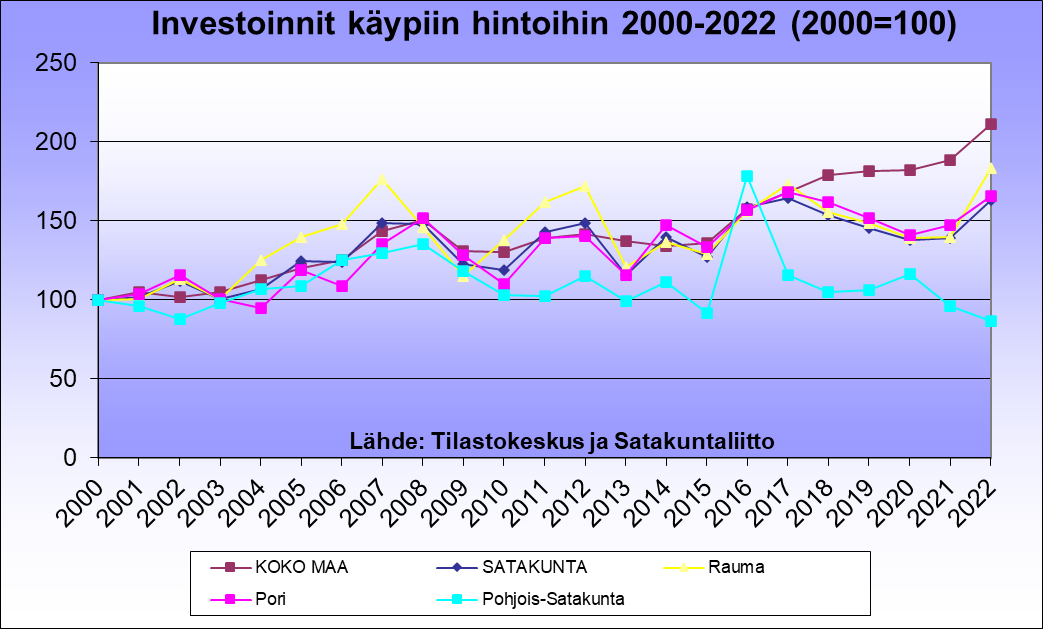 Investoinnit käypiin hintoihin 2000-2022 (2000=100)
250
200
150
100
50
0
Lähde: Tilastokeskus ja Satakuntaliitto
2000 2001 2002 2003 2004 2005 2006 2007 2008 2009 2010 2011 2012 2013 2014 2015 2016 2017 2018 2019 2020 2021 2022
KOKO MAA SATAKUNTA Rauma
Pori Pohjois-Satakunta